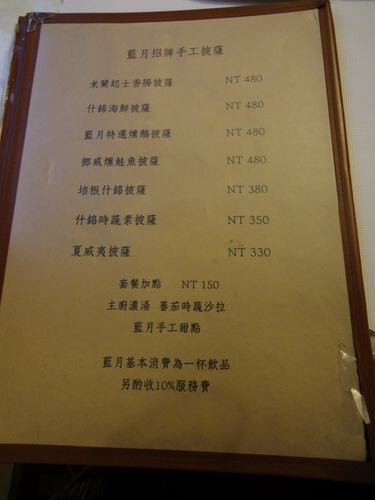 藍月招牌手工披薩
米蘭起士香腸披薩 NT 480
什錦海鮮披薩 NT 480
藍月特選燻鵝披薩 NT 480
挪威燻鮭魚披薩 NT 480
培根什錦披薩 NT 380
什錦時蔬素披薩 NT 350
夏威夷披薩 NT 330
套餐加點 NT 150
主廚濃湯 蕃茄時蔬沙拉
藍月手工甜點
藍月基本消費為一杯飲品
另酌收10%服務費